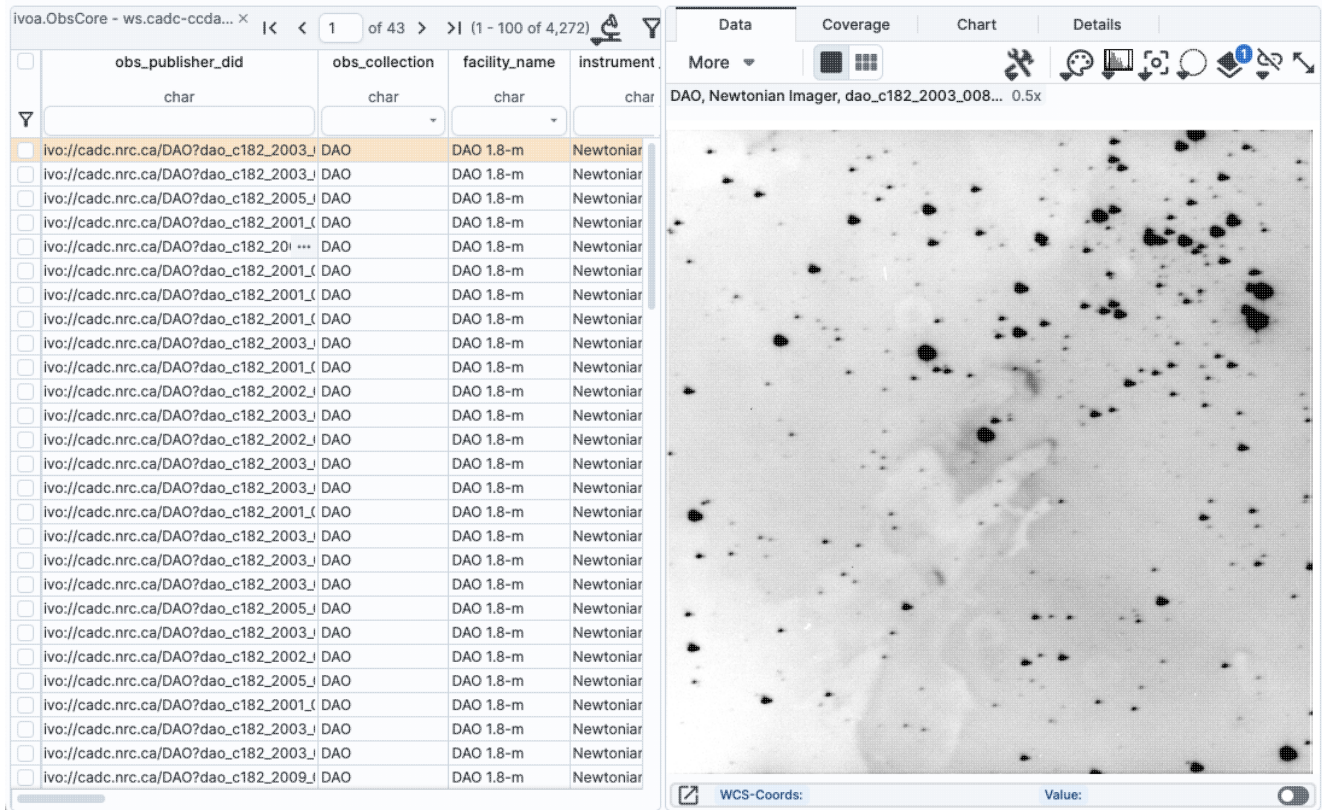 ivoa.ObsCore - ws.cadc-ccda... × 1 of 43 (1 - 100 of 4,272)
obs_publisher_did obs_collection facility_name instrument_
char char char char
ivo://cadc.nrc.ca/DAO?dao_c182_2003_ DAO DAO 1.8-m Newtonian
ivo://cadc.nrc.ca/DAO?dao_c182_2003_ DAO DAO 1.8-m Newtonian
ivo://cadc.nrc.ca/DAO?dao_c182_2005_ DAO DAO 1.8-m Newtonian
ivo://cadc.nrc.ca/DAO?dao_c182_2001_0 DAO DAO 1.8-m Newtonian
ivo://cadc.nrc.ca/DAO?dao_c182_20 ... DAO DAO 1.8-m Newtonian
ivo://cadc.nrc.ca/DAO?dao_c182_2001_0 DAO DAO 1.8-m Newtonian
ivo://cadc.nrc.ca/DAO?dao_c182_2001_0 DAO DAO 1.8-m Newtonian
ivo://cadc.nrc.ca/DAO?dao_c182_2001_0 DAO DAO 1.8-m Newtonian
ivo://cadc.nrc.ca/DAO?dao_c182_2003_ DAO DAO 1.8-m Newtonian
ivo://cadc.nrc.ca/DAO?dao_c182_2001_0 DAO DAO 1.8-m Newtonian
ivo://cadc.nrc.ca/DAO?dao_c182_2002_ DAO DAO 1.8-m Newtonian
ivo://cadc.nrc.ca/DAO?dao_c182_2003_ DAO DAO 1.8-m Newtonian
ivo://cadc.nrc.ca/DAO?dao_c182_2002_ DAO DAO 1.8-m Newtonian
ivo://cadc.nrc.ca/DAO?dao_c182_2003_ DAO DAO 1.8-m Newtonian
ivo://cadc.nrc.ca/DAO?dao_c182_2003_ DAO DAO 1.8-m Newtonian
ivo://cadc.nrc.ca/DAO?dao_c182_2001_0 DAO DAO 1.8-m Newtonian
ivo://cadc.nrc.ca/DAO?dao_c182_2003_ DAO DAO 1.8-m Newtonian
ivo://cadc.nrc.ca/DAO?dao_c182_2003_ DAO DAO 1.8-m Newtonian
ivo://cadc.nrc.ca/DAO?dao_c182_2003_ DAO DAO 1.8-m Newtonian
ivo://cadc.nrc.ca/DAO?dao_c182_2005_ DAO DAO 1.8-m Newtonian
ivo://cadc.nrc.ca/DAO?dao_c182_2003_ DAO DAO 1.8-m Newtonian
ivo://cadc.nrc.ca/DAO?dao_c182_2002_ DAO DAO 1.8-m Newtonian
ivo://cadc.nrc.ca/DAO?dao_c182_2005_ DAO DAO 1.8-m Newtonian
ivo://cadc.nrc.ca/DAO?dao_c182_2001_0 DAO DAO 1.8-m Newtonian
ivo://cadc.nrc.ca/DAO?dao_c182_2003_ DAO DAO 1.8-m Newtonian
ivo://cadc.nrc.ca/DAO?dao_c182_2003_ DAO DAO 1.8-m Newtonian
ivo://cadc.nrc.ca/DAO?dao_c182_2009_ DAO DAO 1.8-m Newtonian
Data Coverage Chart Details
More 1
DAO, Newtonian Imager, dao_c182_2003_008... 0.5x
WCS-Coords: Value: